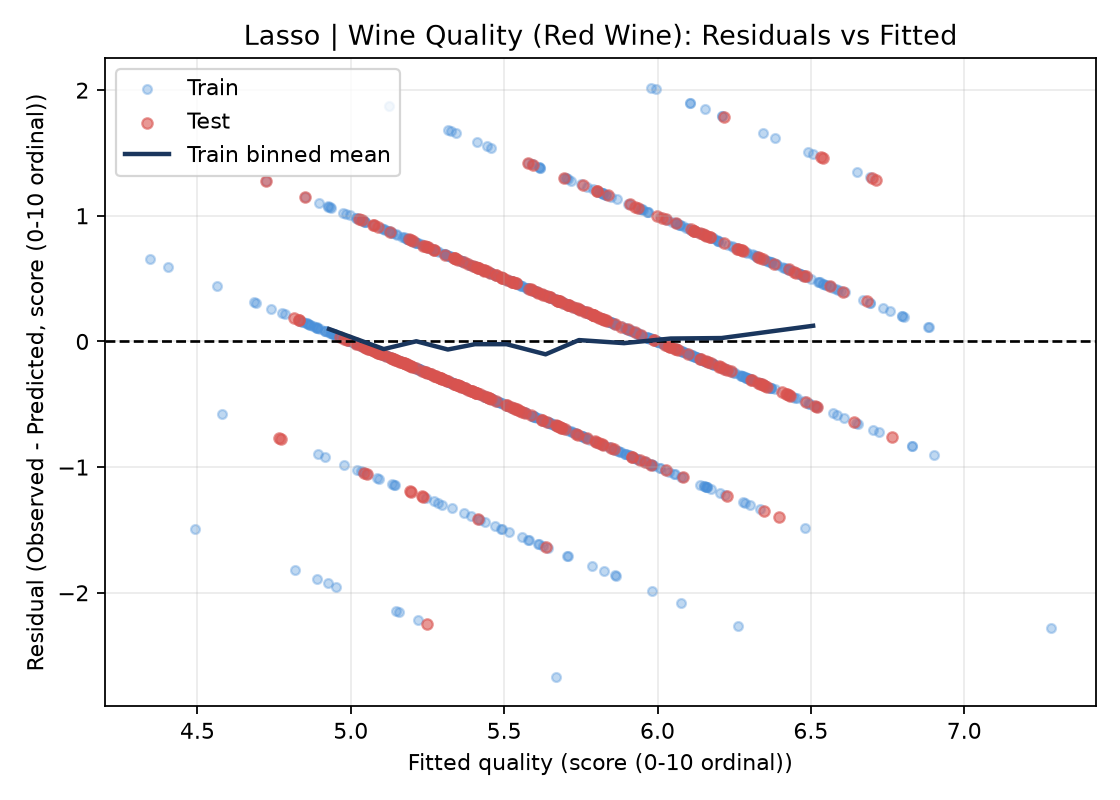 Lasso | Wine Quality (Red Wine): Residuals vs Fitted
Train
Test
Train binned mean
Residual (Observed - Predicted, score (0-10 ordinal))
2
1
0
−1
−2
4.5 5.0 5.5 6.0 6.5 7.0
Fitted quality (score (0-10 ordinal))